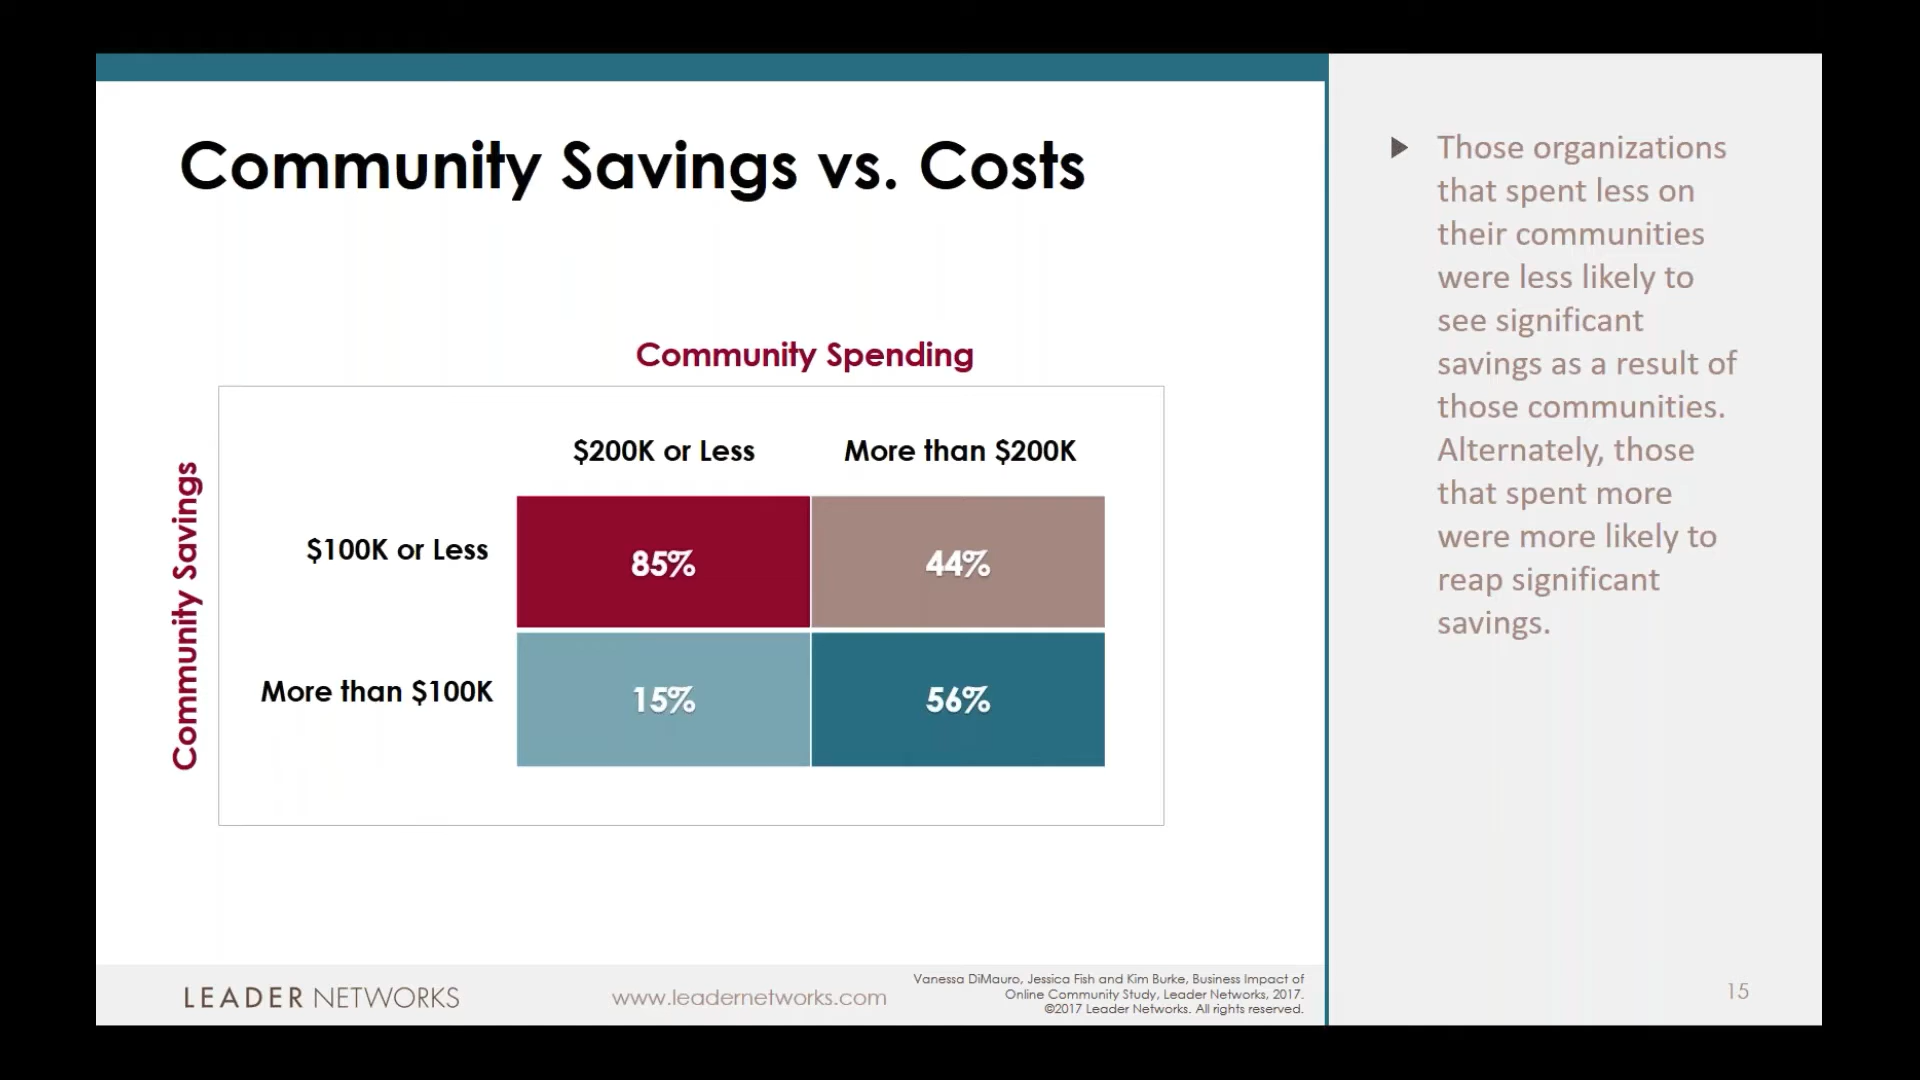 Community Savings vs. Costs
Community Spending
Community Savings
$200K or Less
More than $200K
$100K or Less
85%
44%
More than $100K
15%
56%
Those organizations
that spent less on
their communities
were less likely to
see significant
savings as a result of
those communities.
Alternately, those
that spent more
were more likely to
reap significant
savings.
LEADER NETWORKS
www.leadernetworks.com
Vanessa DiMauro, Jessica Fish and Kim Burke, Business Impact of
Online Community Study, Leader Networks, 2017.
©2017 Leader Networks. All rights reserved.
15